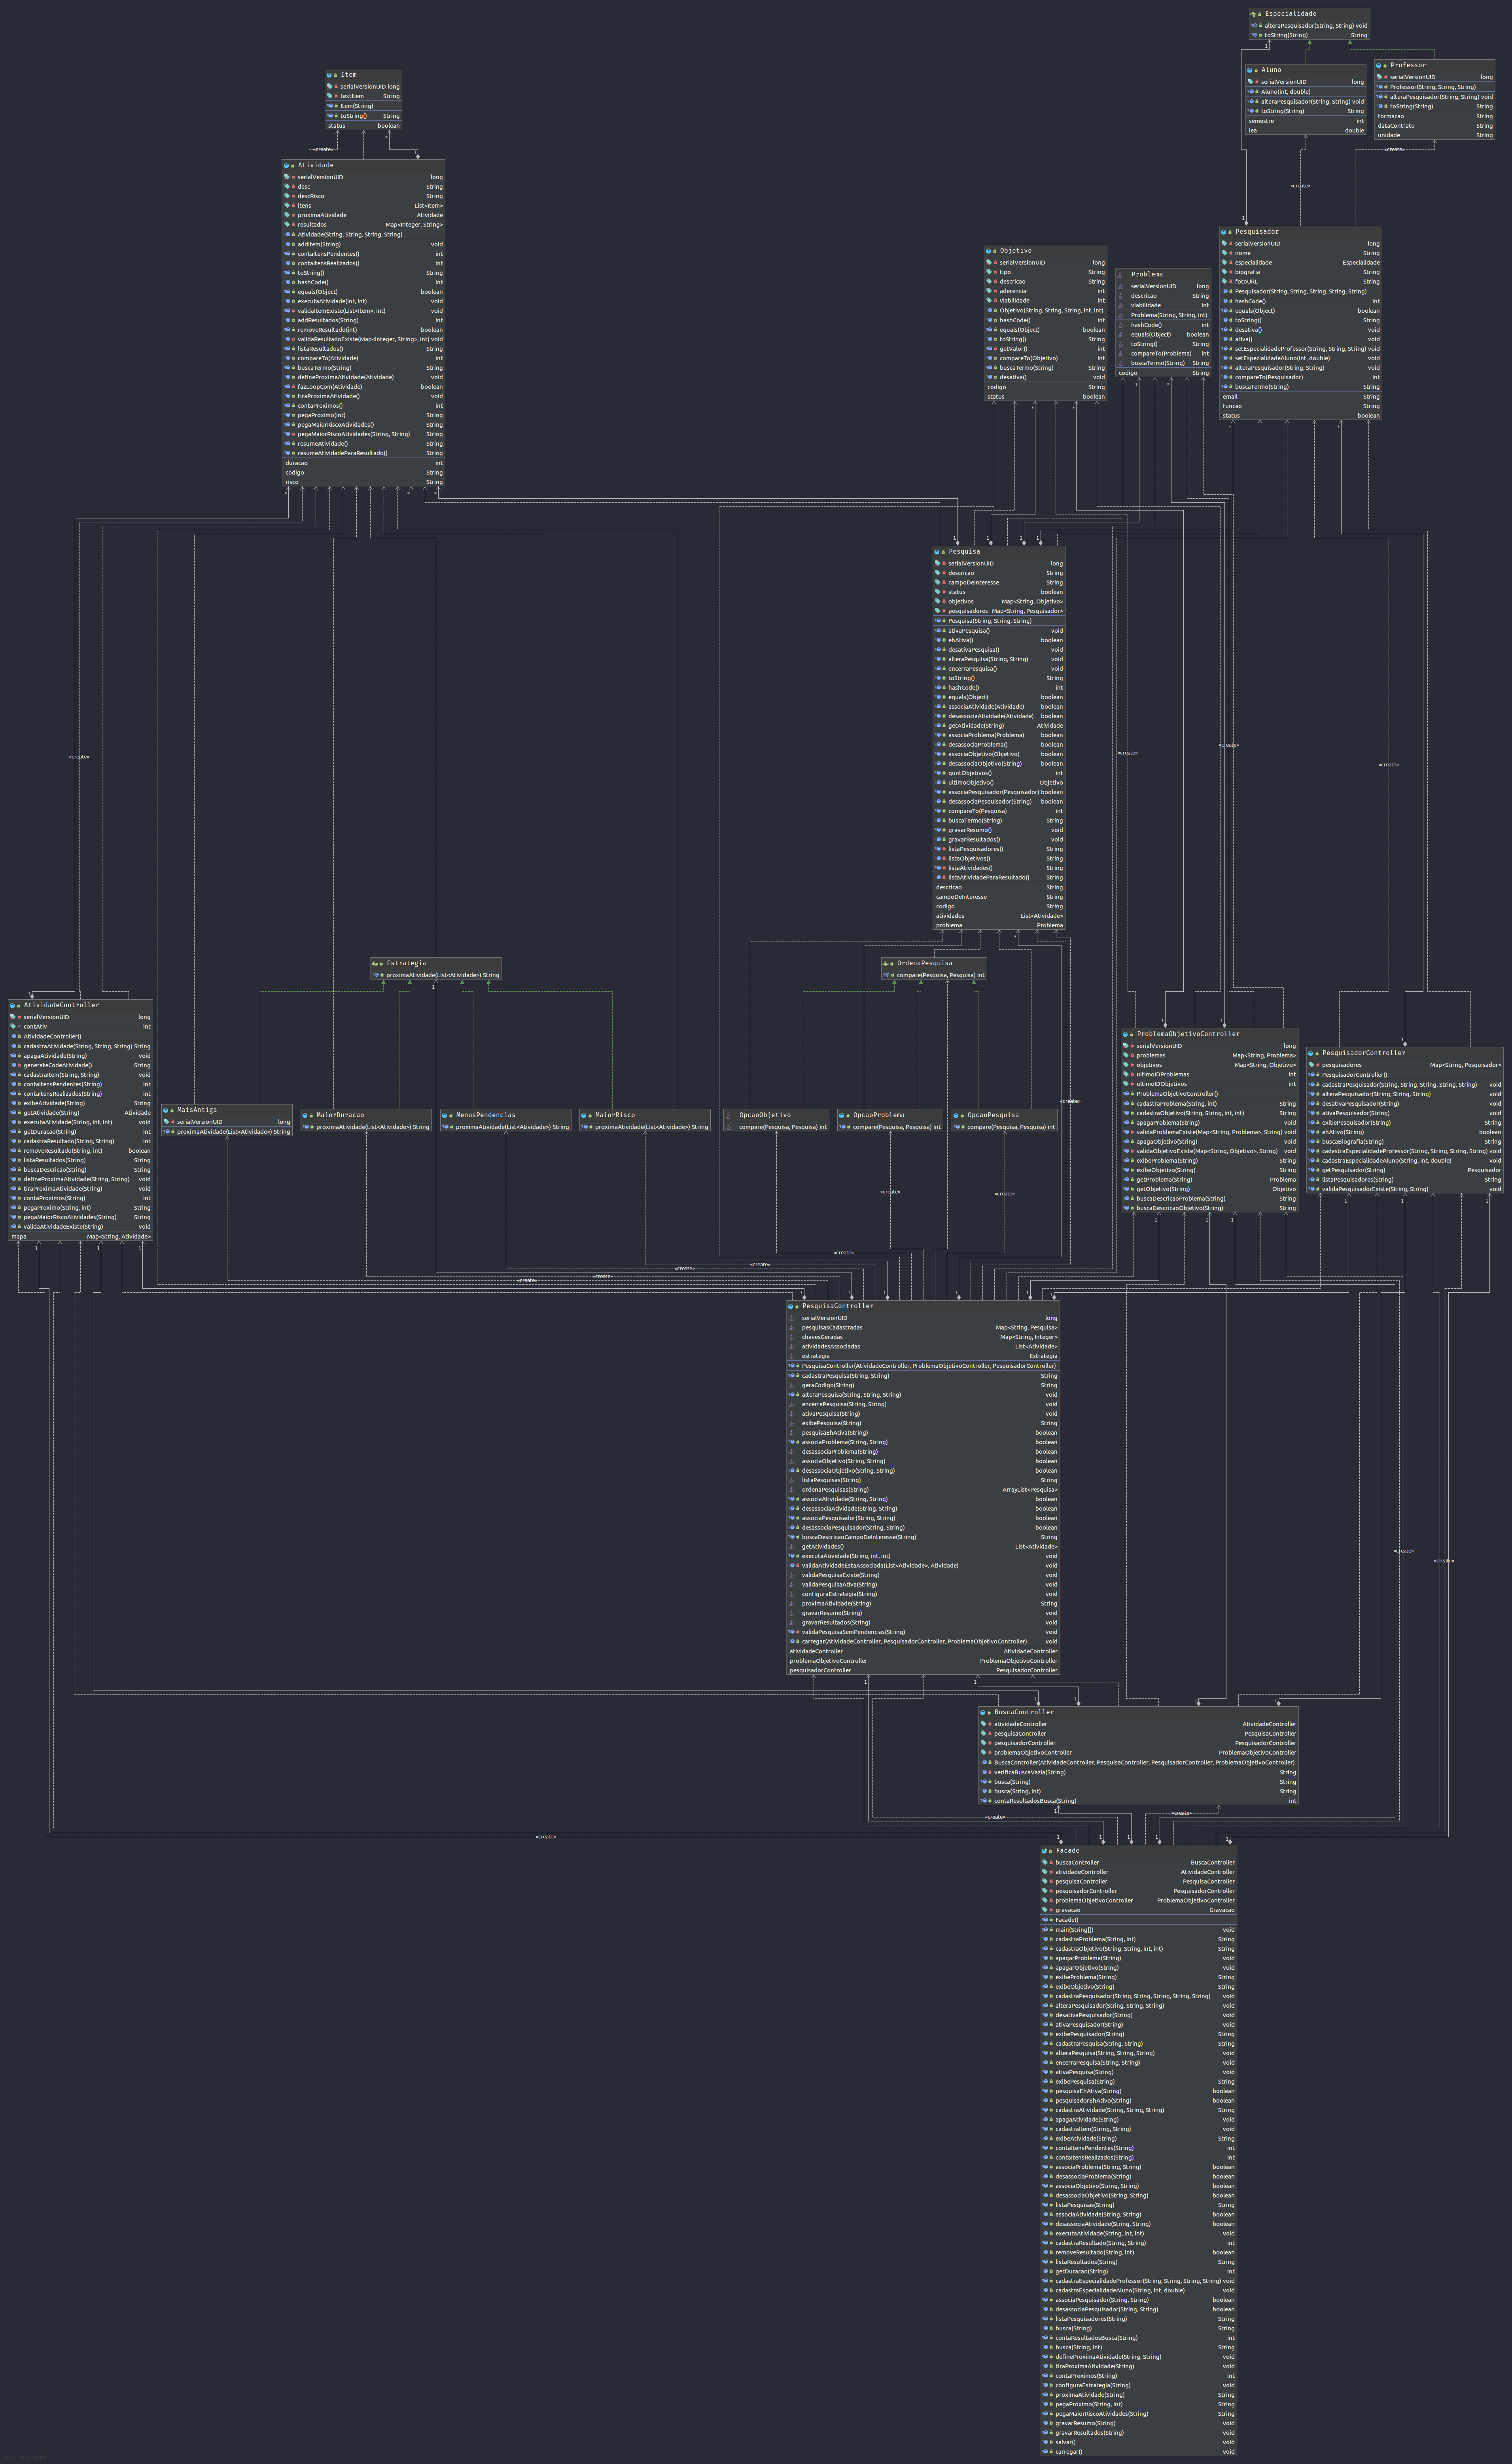 Especialidade
alteraPesquisador(String, String) void
toString(String) String
Item
serialVersionUID long
textItem String
Item(String)
toString() String
status boolean
Aluno
serialVersionUID long
Aluno(int, double)
alteraPesquisador(String, String) void
toString(String) String
semestre int
iea double
Professor
serialVersionUID long
Professor(String, String, String)
alteraPesquisador(String, String) void
toString(String) String
formacao String
dataContrato String
unidade String
«create»
«create»
«create»
Atividade
serialVersionUID long
desc String
descRisco String
itens List<Item>
proximaAtividade Atividade
resultados Map<Integer, String>
Atividade(String, String, String, String)
addItem(String) void
contaItensPendentes() int
contaItensRealizados() int
toString() String
hashCode() int
equals(Object) boolean
executaAtividade(int, int) void
validaItemExiste(List<Item>, int) void
addResultados(String) int
removeResultado(int) boolean
validaResultadoExiste(Map<Integer, String>, int) void
listaResultados() String
compareTo(Atividade) int
buscaTermo(String) String
defineProximaAtividade(Atividade) void
fazLoopCom(Atividade) boolean
tiraProximaAtividade() void
contaProximos() int
pegaProximo(int) String
pegaMaiorRiscoAtividades() String
pegaMaiorRiscoAtividades(String, String) String
resumeAtividade() String
resumeAtividadeParaResultado() String
duracao int
codigo String
risco String
Objetivo
serialVersionUID long
tipo String
descricao String
aderencia int
viabilidade int
Objetivo(String, String, String, int, int)
hashCode() int
equals(Object) boolean
toString() String
getValor() int
compareTo(Objetivo) int
buscaTermo(String) String
desativa() void
codigo String
status boolean
Problema
serialVersionUID long
descricao String
viabilidade int
Problema(String, String, int)
hashCode() int
equals(Object) boolean
toString() String
compareTo(Problema) int
buscaTermo(String) String
codigo String
Pesquisador
serialVersionUID long
nome String
especialidade Especialidade
biografia String
fotoURL String
Pesquisador(String, String, String, String, String)
hashCode() int
equals(Object) boolean
toString() String
desativa() void
ativa() void
setEspecialidadeProfessor(String, String, String) void
setEspecialidadeAluno(int, double) void
alteraPesquisador(String, String) void
compareTo(Pesquisador) int
buscaTermo(String) String
email String
funcao String
status boolean
Pesquisa
serialVersionUID long
descricao String
campoDeInteresse String
status boolean
objetivos Map<String, Objetivo>
pesquisadores Map<String, Pesquisador>
Pesquisa(String, String, String)
ativaPesquisa() void
ehAtiva() boolean
desativaPesquisa() void
alteraPesquisa(String, String) void
encerraPesquisa() void
toString() String
hashCode() int
equals(Object) boolean
associaAtividade(Atividade) boolean
desassociaAtividade(Atividade) boolean
getAtividade(String) Atividade
associaProblema(Problema) boolean
desassociaProblema() boolean
associaObjetivo(Objetivo) boolean
desassociaObjetivo(String) boolean
quntObjetivos() int
ultimoObjetivo() Objetivo
associaPesquisador(Pesquisador) boolean
desassociaPesquisador(String) boolean
compareTo(Pesquisa) int
buscaTermo(String) String
gravarResumo() void
gravarResultados() void
listaPesquisadores() String
listaObjetivos() String
listaAtividades() String
listaAtividadeParaResultado() String
descricao String
campoDeInteresse String
codigo String
atividades List<Atividade>
problema Problema
«create»
«create»
«create»
«create»
Estrategia
proximaAtividade(List<Atividade>) String
OrdenaPesquisa
compare(Pesquisa, Pesquisa) int
AtividadeController
serialVersionUID long
contAtiv int
AtividadeController()
cadastraAtividade(String, String, String) String
apagaAtividade(String) void
generateCodeAtividade() String
cadastraItem(String, String) void
contaItensPendentes(String) int
contaItensRealizados(String) int
exibeAtividade(String) String
getAtividade(String) Atividade
executaAtividade(String, int, int) void
getDuracao(String) int
cadastraResultado(String, String) int
removeResultado(String, int) boolean
listaResultados(String) String
buscaDescricao(String) String
defineProximaAtividade(String, String) void
tiraProximaAtividade(String) void
contaProximos(String) int
pegaProximo(String, int) String
pegaMaiorRiscoAtividades(String) String
validaAtividadeExiste(String) void
mapa Map<String, Atividade>
MaisAntiga
serialVersionUID long
proximaAtividade(List<Atividade>) String
MaiorDuracao
proximaAtividade(List<Atividade>) String
MenosPendencias
proximaAtividade(List<Atividade>) String
MaiorRisco
proximaAtividade(List<Atividade>) String
OpcaoObjetivo
compare(Pesquisa, Pesquisa) int
OpcaoProblema
compare(Pesquisa, Pesquisa) int
OpcaoPesquisa
compare(Pesquisa, Pesquisa) int
ProblemaObjetivoController
serialVersionUID long
problemas Map<String, Problema>
objetivos Map<String, Objetivo>
ultimoIDProblemas int
ultimoIDObjetivos int
ProblemaObjetivoController()
cadastraProblema(String, int) String
cadastraObjetivo(String, String, int, int) String
apagaProblema(String) void
validaProblemaExiste(Map<String, Problema>, String) void
apagaObjetivo(String) void
validaObjetivoExiste(Map<String, Objetivo>, String) void
exibeProblema(String) String
exibeObjetivo(String) String
getProblema(String) Problema
getObjetivo(String) Objetivo
buscaDescricaoProblema(String) String
buscaDescricaoObjetivo(String) String
PesquisadorController
pesquisadores Map<String, Pesquisador>
PesquisadorController()
cadastraPesquisador(String, String, String, String, String) void
alteraPesquisador(String, String, String) void
desativaPesquisador(String) void
ativaPesquisador(String) void
exibePesquisador(String) String
ehAtivo(String) boolean
buscaBiografia(String) String
cadastraEspecialidadeProfessor(String, String, String, String) void
cadastraEspecialidadeAluno(String, int, double) void
getPesquisador(String) Pesquisador
listaPesquisadores(String) String
validaPesquisadorExiste(String, String) void
«create»
«create»
«create»
«create»
«create»
«create»
«create»
«create»
PesquisaController
serialVersionUID long
pesquisasCadastradas Map<String, Pesquisa>
chavesGeradas Map<String, Integer>
atividadesAssociadas List<Atividade>
estrategia Estrategia
PesquisaController(AtividadeController, ProblemaObjetivoController, PesquisadorController)
cadastraPesquisa(String, String) String
geraCodigo(String) String
alteraPesquisa(String, String, String) void
encerraPesquisa(String, String) void
ativaPesquisa(String) void
exibePesquisa(String) String
pesquisaEhAtiva(String) boolean
associaProblema(String, String) boolean
desassociaProblema(String) boolean
associaObjetivo(String, String) boolean
desassociaObjetivo(String, String) boolean
listaPesquisas(String) String
ordenaPesquisas(String) ArrayList<Pesquisa>
associaAtividade(String, String) boolean
desassociaAtividade(String, String) boolean
associaPesquisador(String, String) boolean
desassociaPesquisador(String, String) boolean
buscaDescricaoCampoDeInteresse(String) String
getAtividades() List<Atividade>
executaAtividade(String, int, int) void
validaAtividadeEstaAssociada(List<Atividade>, Atividade) void
validaPesquisaExiste(String) void
validaPesquisaAtiva(String) void
configuraEstrategia(String) void
proximaAtividade(String) String
gravarResumo(String) void
gravarResultados(String) void
validaPesquisaSemPendencias(String) void
carregar(AtividadeController, PesquisadorController, ProblemaObjetivoController) void
atividadeController AtividadeController
problemaObjetivoController ProblemaObjetivoController
pesquisadorController PesquisadorController
«create»
«create»
BuscaController
atividadeController AtividadeController
pesquisaController PesquisaController
pesquisadorController PesquisadorController
problemaObjetivoController ProblemaObjetivoController
BuscaController(AtividadeController, PesquisaController, PesquisadorController, ProblemaObjetivoController)
verificaBuscaVazia(String) String
busca(String) String
busca(String, int) String
contaResultadosBusca(String) int
«create»
«create»
«create»
Facade
buscaController BuscaController
atividadeController AtividadeController
pesquisaController PesquisaController
pesquisadorController PesquisadorController
problemaObjetivoController ProblemaObjetivoController
gravacao Gravacao
Facade()
main(String[]) void
cadastraProblema(String, int) String
cadastraObjetivo(String, String, int, int) String
apagarProblema(String) void
apagarObjetivo(String) void
exibeProblema(String) String
exibeObjetivo(String) String
cadastraPesquisador(String, String, String, String, String) void
alteraPesquisador(String, String, String) void
desativaPesquisador(String) void
ativaPesquisador(String) void
exibePesquisador(String) String
cadastraPesquisa(String, String) String
alteraPesquisa(String, String, String) void
encerraPesquisa(String, String) void
ativaPesquisa(String) void
exibePesquisa(String) String
pesquisaEhAtiva(String) boolean
pesquisadorEhAtivo(String) boolean
cadastraAtividade(String, String, String) String
apagaAtividade(String) void
cadastraItem(String, String) void
exibeAtividade(String) String
contaItensPendentes(String) int
contaItensRealizados(String) int
associaProblema(String, String) boolean
desassociaProblema(String) boolean
associaObjetivo(String, String) boolean
desassociaObjetivo(String, String) boolean
listaPesquisas(String) String
associaAtividade(String, String) boolean
desassociaAtividade(String, String) boolean
executaAtividade(String, int, int) void
cadastraResultado(String, String) int
removeResultado(String, int) boolean
listaResultados(String) String
getDuracao(String) int
cadastraEspecialidadeProfessor(String, String, String, String) void
cadastraEspecialidadeAluno(String, int, double) void
associaPesquisador(String, String) boolean
desassociaPesquisador(String, String) boolean
listaPesquisadores(String) String
busca(String) String
contaResultadosBusca(String) int
busca(String, int) String
defineProximaAtividade(String, String) void
tiraProximaAtividade(String) void
contaProximos(String) int
configuraEstrategia(String) void
proximaAtividade(String) String
pegaProximo(String, int) String
pegaMaiorRiscoAtividades(String) String
gravarResumo(String) void
gravarResultados(String) void
salvar() void
carregar() void